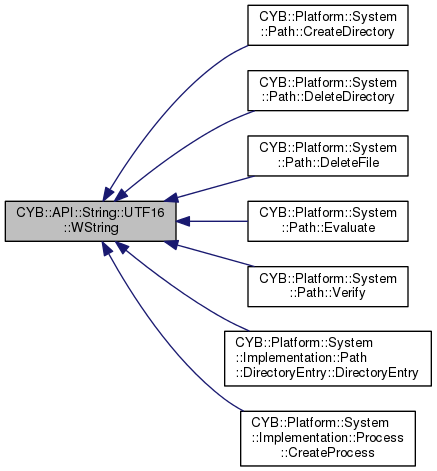 CYB::Platform::System
::Path::CreateDirectory
CYB::Platform::System
::Path::DeleteDirectory
CYB::Platform::System
::Path::DeleteFile
CYB::API::String::UTF16
::WString
CYB::Platform::System
::Path::Evaluate
CYB::Platform::System
::Path::Verify
CYB::Platform::System
::Implementation::Path
::DirectoryEntry::DirectoryEntry
CYB::Platform::System
::Implementation::Process
::CreateProcess